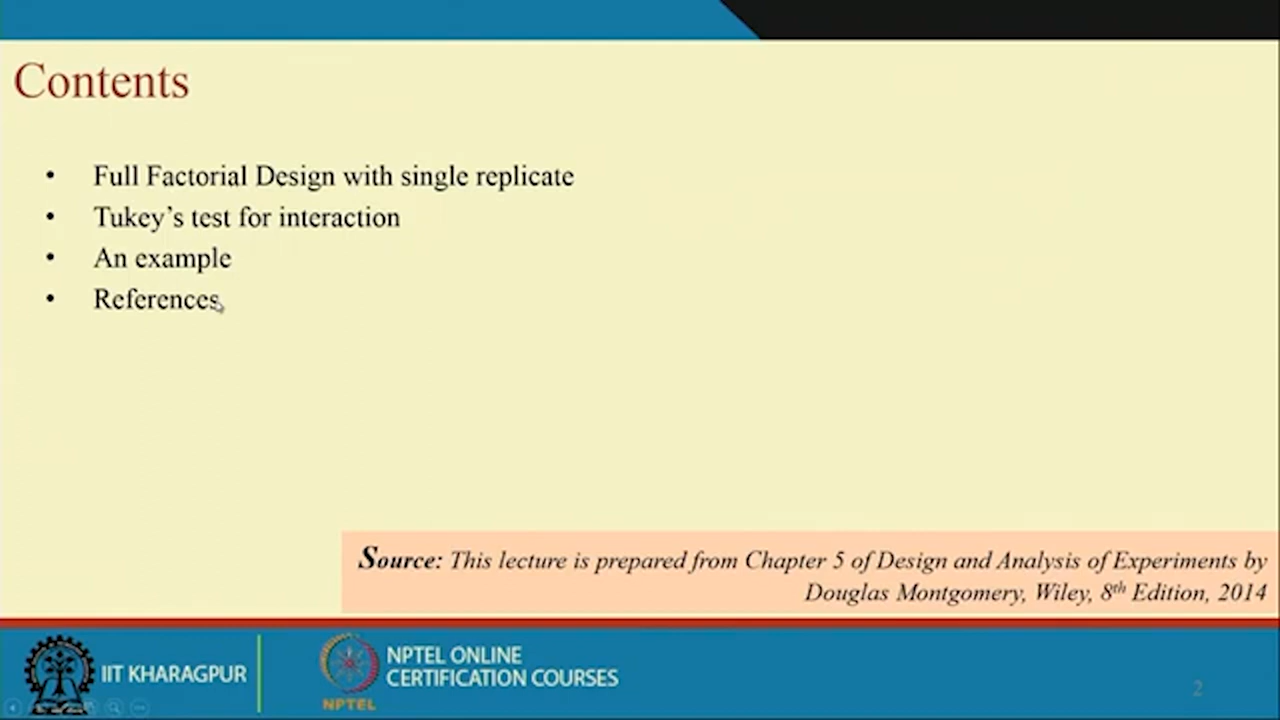 Contents
• Full Factorial Design with single replicate
• Tukey's test for interaction
• An example
• References
Source: This lecture is prepared from Chapter 5 of Design and Analysis of Experiments by
Douglas Montgomery, Wiley, 8th Edition, 2014
IIT KHARAGPUR
NPTEL ONLINE
CERTIFICATION COURSES
NPTEL
2